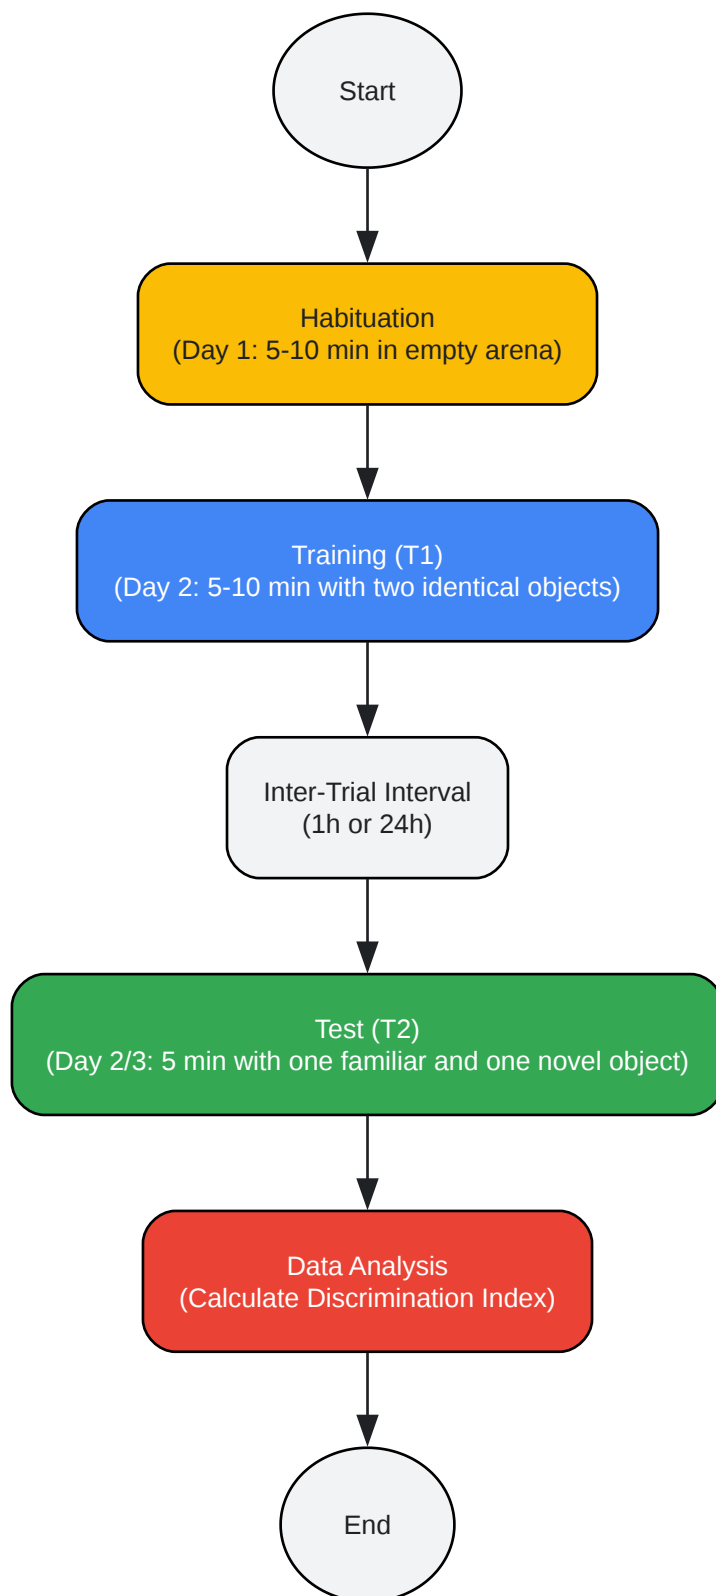 Start
Habituation
(Day 1: 5-10 min in empty arena)
Training (T1)
(Day 2: 5-10 min with two identical objects)
Inter-Trial Interval
(1h or 24h)
Test (T2)
(Day 2/3: 5 min with one familiar and one novel object)
Data Analysis
(Calculate Discrimination Index)
End